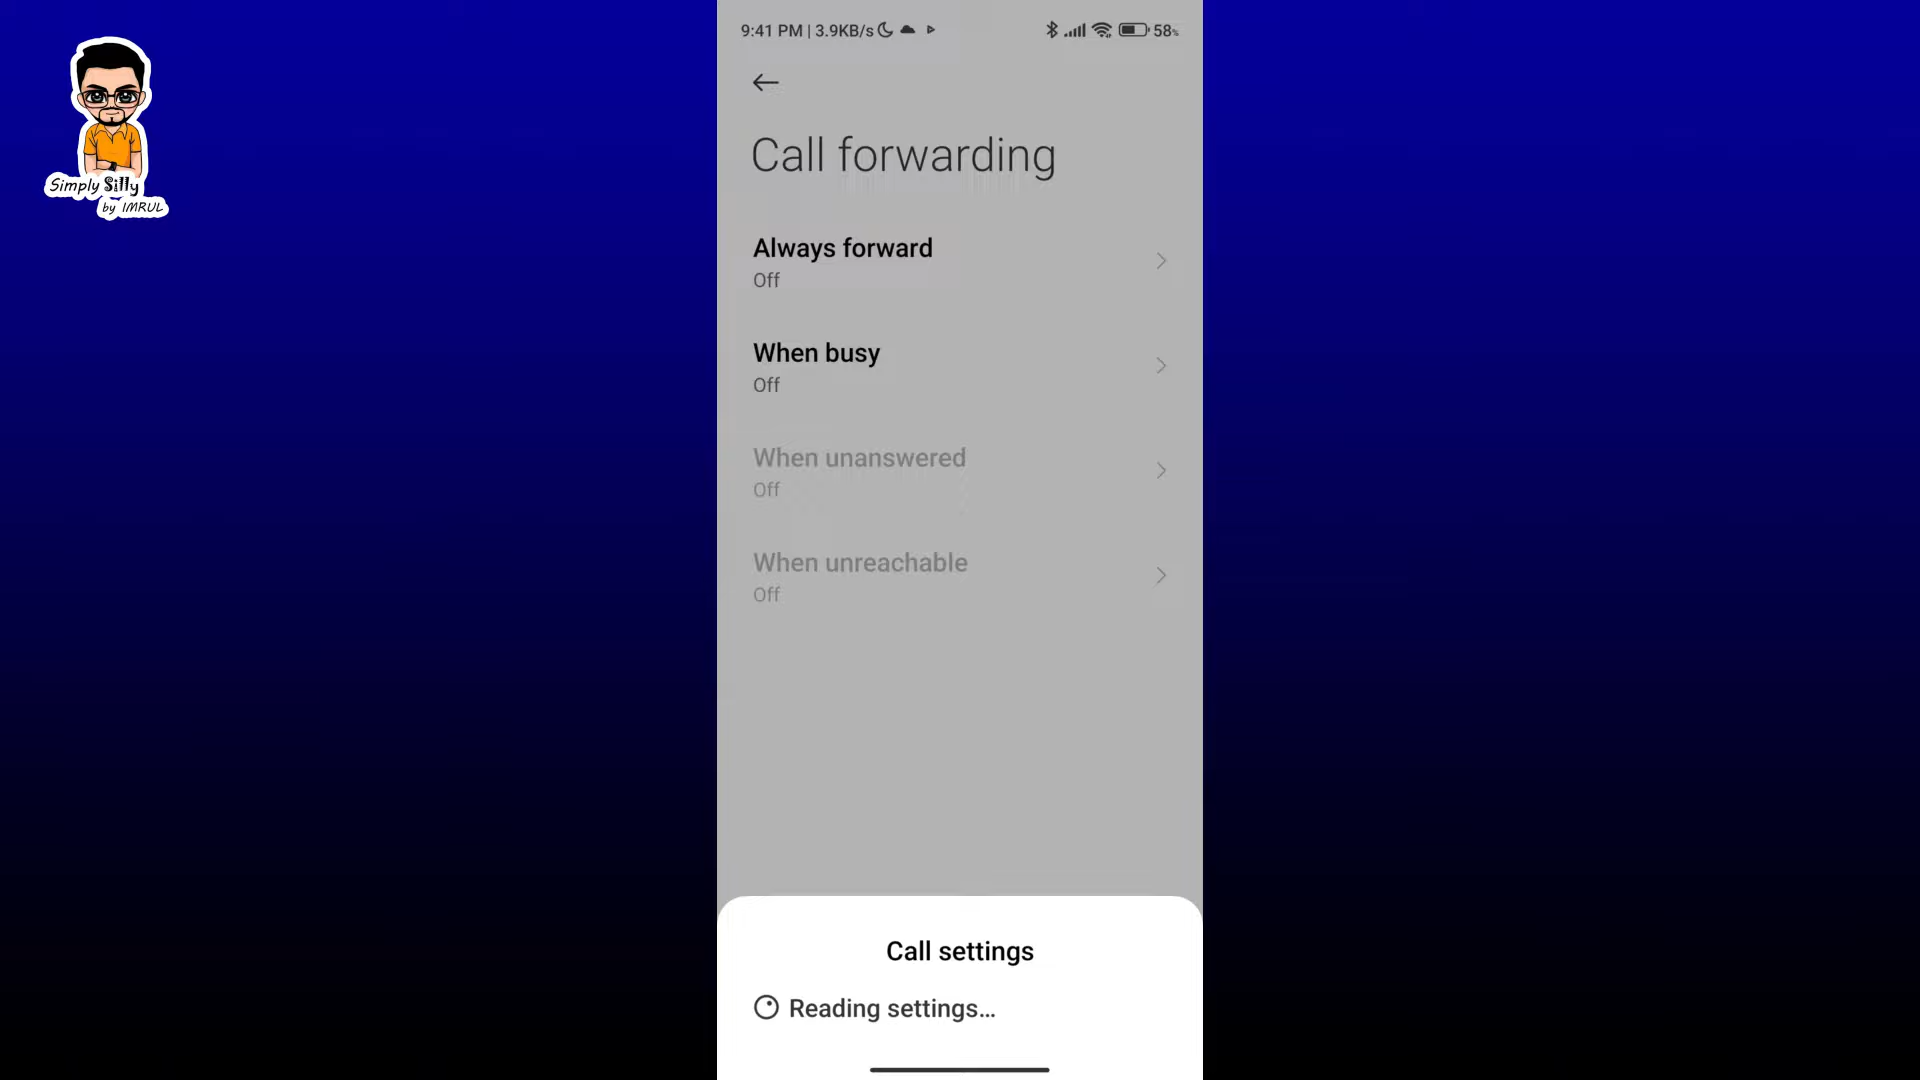 Simply Silly
by IMRUL
9:41 PM | 3.9KB/s 58%
Call forwarding
Always forward
Off
When busy
Off
When unanswered
Off
When unreachable
Off
Call settings
Reading settings...